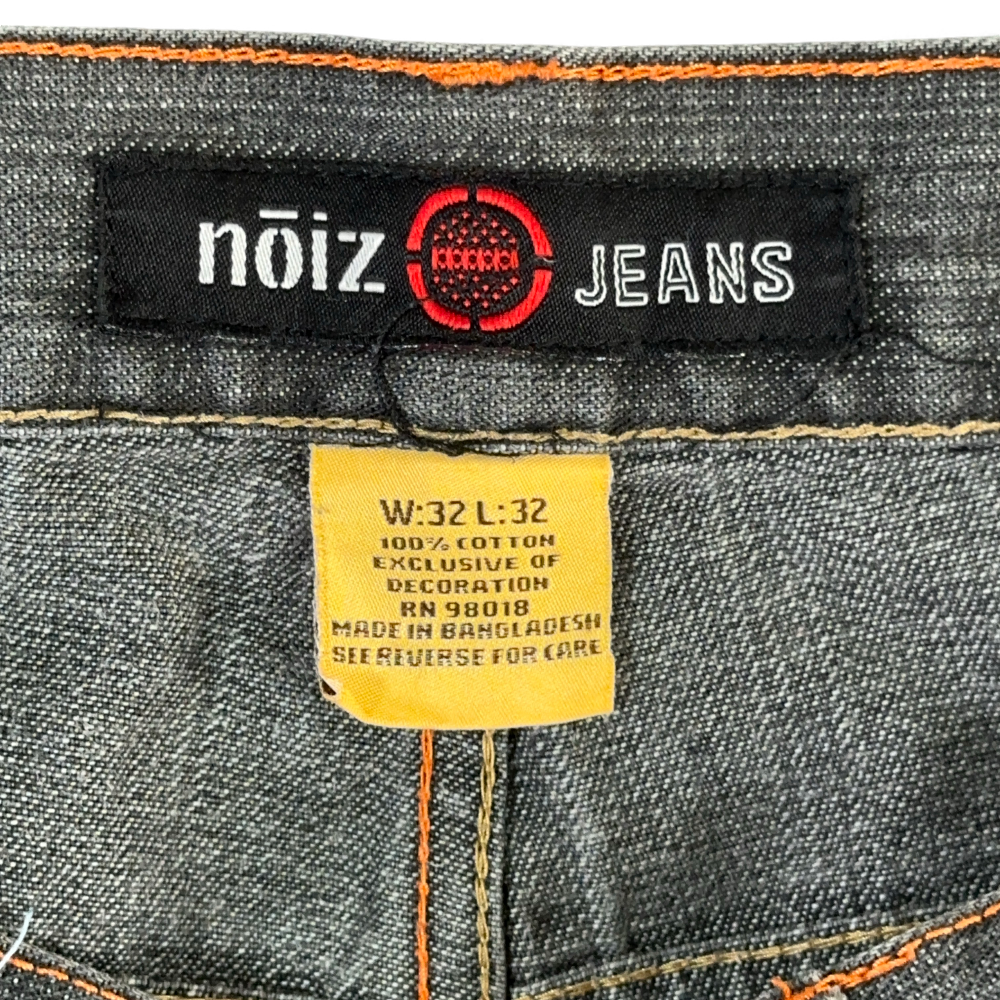 nōiz JEANS
W:32 L:32
100% COTTON
EXCLUSIVE OF
DECORATION
RN 98018
MADE IN BANGLADESH
SEE REVERSE FOR CARE